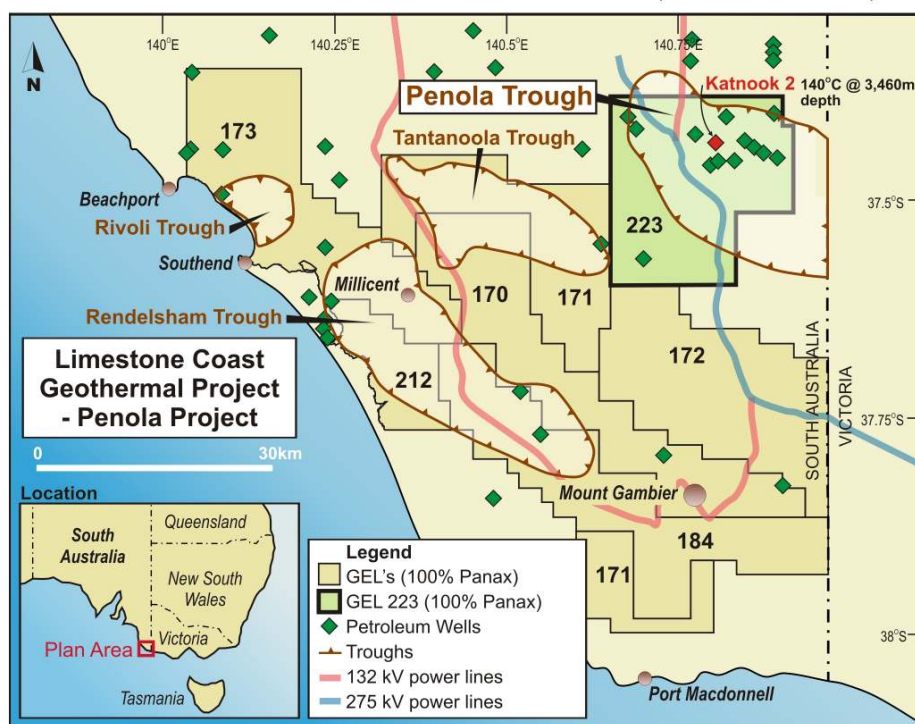 140°E
140.25°E
140.5°E
140.75°E
N
Katnook 2 140°C @ 3,460m
depth
Penola Trough
173
Tantanoola Trough
Beachport
37.5°S
Rivoli Trough
223
Southend
Millicent
170
171
Rendelsham Trough
172
Limestone Coast
Geothermal Project
- Penola Project
212
SOUTH AUSTRALIA
VICTORIA
37.75°S
0 30km
Mount Gambier
Location
184
South
Australia
Queensland
New South
Wales
Victoria
Plan Area
Tasmania
Legend
GEL's (100% Panax)
GEL 223 (100% Panax)
Petroleum Wells
Troughs
132 kV power lines
275 kV power lines
171
38°S
Port Macdonnell